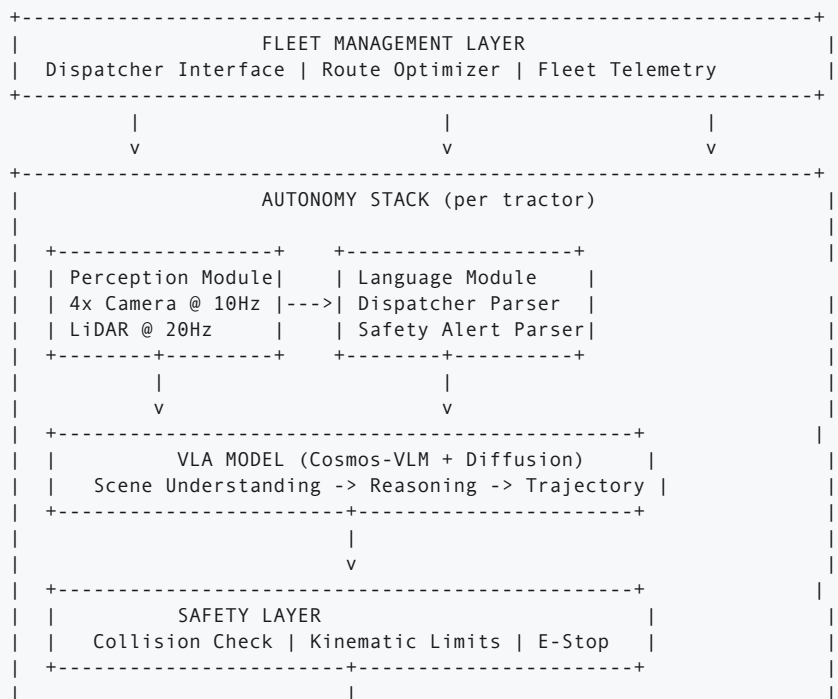 +---------------------------------------------------------------------+
|                     FLEET MANAGEMENT LAYER                          |
|  Dispatcher Interface | Route Optimizer | Fleet Telemetry         |
+---------------------------------------------------------------------+
          |                          |                      |
          v                          v                      v
+---------------------------------------------------------------------+
|                     AUTONOMY STACK (per tractor)                    |
|                                                                     |
|  +------------------+    +-------------------+                      |
|  | Perception Module|    | Language Module    |                     |
|  | 4x Camera @ 10Hz |--->| Dispatcher Parser  |                     |
|  | LiDAR @ 20Hz      |    | Safety Alert Parser|                     |
|  +--------+---------+    +--------+----------+                      |
|            |                        |                               |
|            v                        v                               |
|  +-------------------------------------------------+               |
|  |          VLA MODEL (Cosmos-VLM + Diffusion)      |               |
|  |   Scene Understanding -> Reasoning -> Trajectory |              |
|  +------------------------+------------------------+                |
|                            |                                        |
|                            v                                        |
|  +-------------------------------------------------+               |
|  |          SAFETY LAYER                            |               |
|  |   Collision Check | Kinematic Limits | E-Stop    |               |
|  +------------------------+------------------------+                |
|                            |                                        |